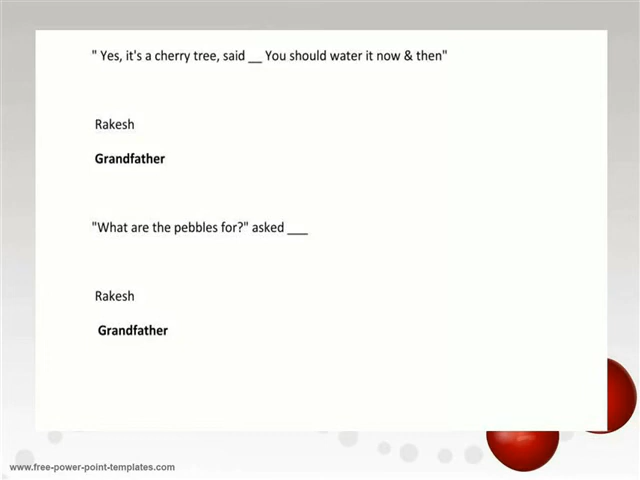 " Yes, it's a cherry tree, said __ You should water it now & then"
Rakesh
Grandfather
"What are the pebbles for?" asked ___
Rakesh
Grandfather
www.free-power-point-templates.com